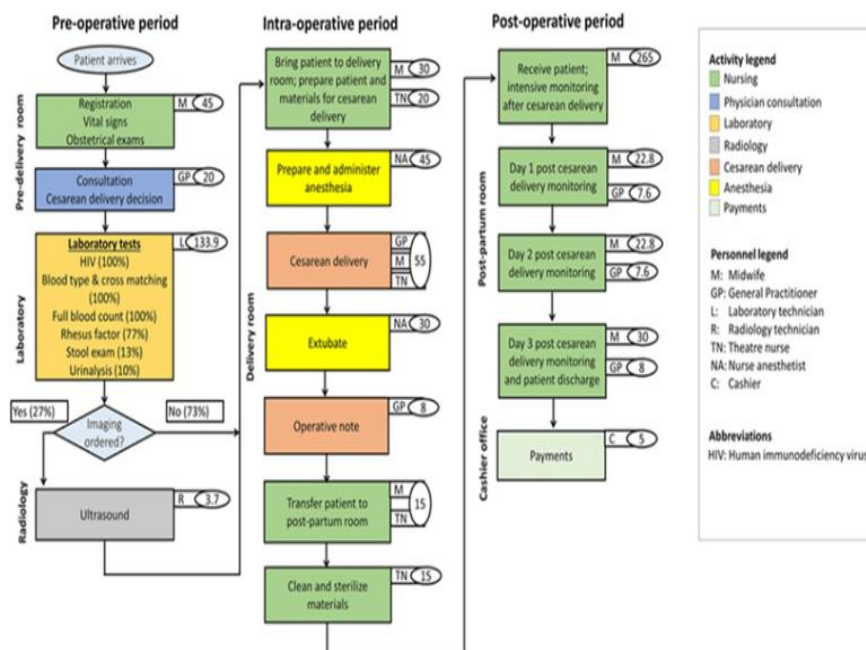 Pre-operative period
Patient arrives
Pre-delivery room
Registration
Vital signs
Obstetrical exams
M 45
Consultation
Cesarean delivery decision
GP 20
Laboratory
Laboratory tests
HIV (100%)
Blood type & cross matching
(100%)
Full blood count (100%)
Rhesus factor (77%)
Stool exam (13%)
Urinalysis (10%)
L 133.9
Yes (27%)
No (73%)
Imaging
ordered?
Radiology
Ultrasound
R 3.7
Intra-operative period
Delivery room
Bring patient to delivery
room; prepare patient and
materials for cesarean
delivery
M 30
TN 20
Prepare and administer
anesthesia
NA 45
Cesarean delivery
GP
M
TN
55
Extubate
NA 30
Operative note
GP 8
Transfer patient to
post-partum room
M
TN
15
Clean and sterilize
materials
TN 15
Post-operative period
Post-partum room
Receive patient;
intensive monitoring
after cesarean delivery
M 265
Day 1 post cesarean
delivery monitoring
M 22.8
GP 7.6
Day 2 post cesarean
delivery monitoring
M 22.8
GP 7.6
Day 3 post cesarean
delivery monitoring
and patient discharge
M 30
GP 8
Cashier office
Payments
C 5
Activity legend
Nursing
Physician consultation
Laboratory
Radiology
Cesarean delivery
Anesthesia
Payments
Personnel legend
M: Midwife
GP: General Practitioner
L: Laboratory technician
R: Radiology technician
TN: Theatre nurse
NA: Nurse anesthetist
C: Cashier
Abbreviations
HIV: Human immunodeficiency virus